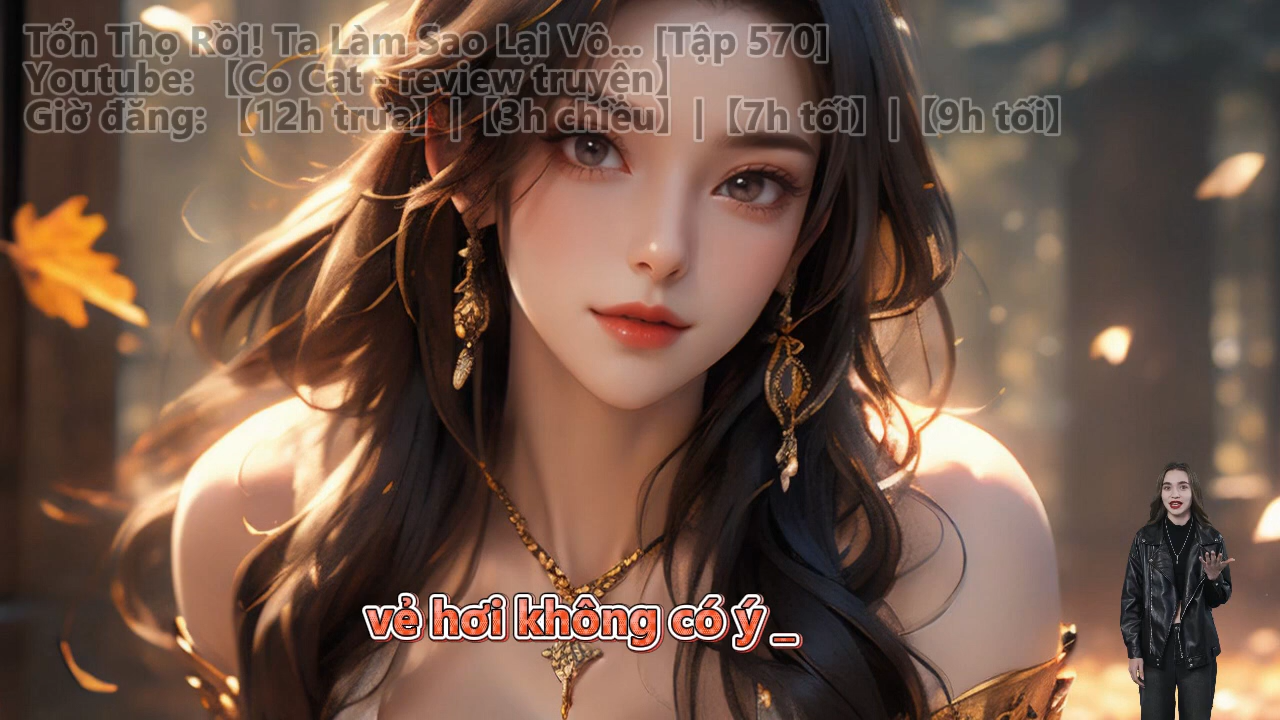 Tổn Thọ Rồi! Ta Làm Sao Lại Vô... [Tập 570]
Youtube: [Cơ Cat - review truyện]
Giờ đăng: [12h trưa] | [3h chiều] | [7h tối] | [9h tối]
vẻ hơi không có ý _